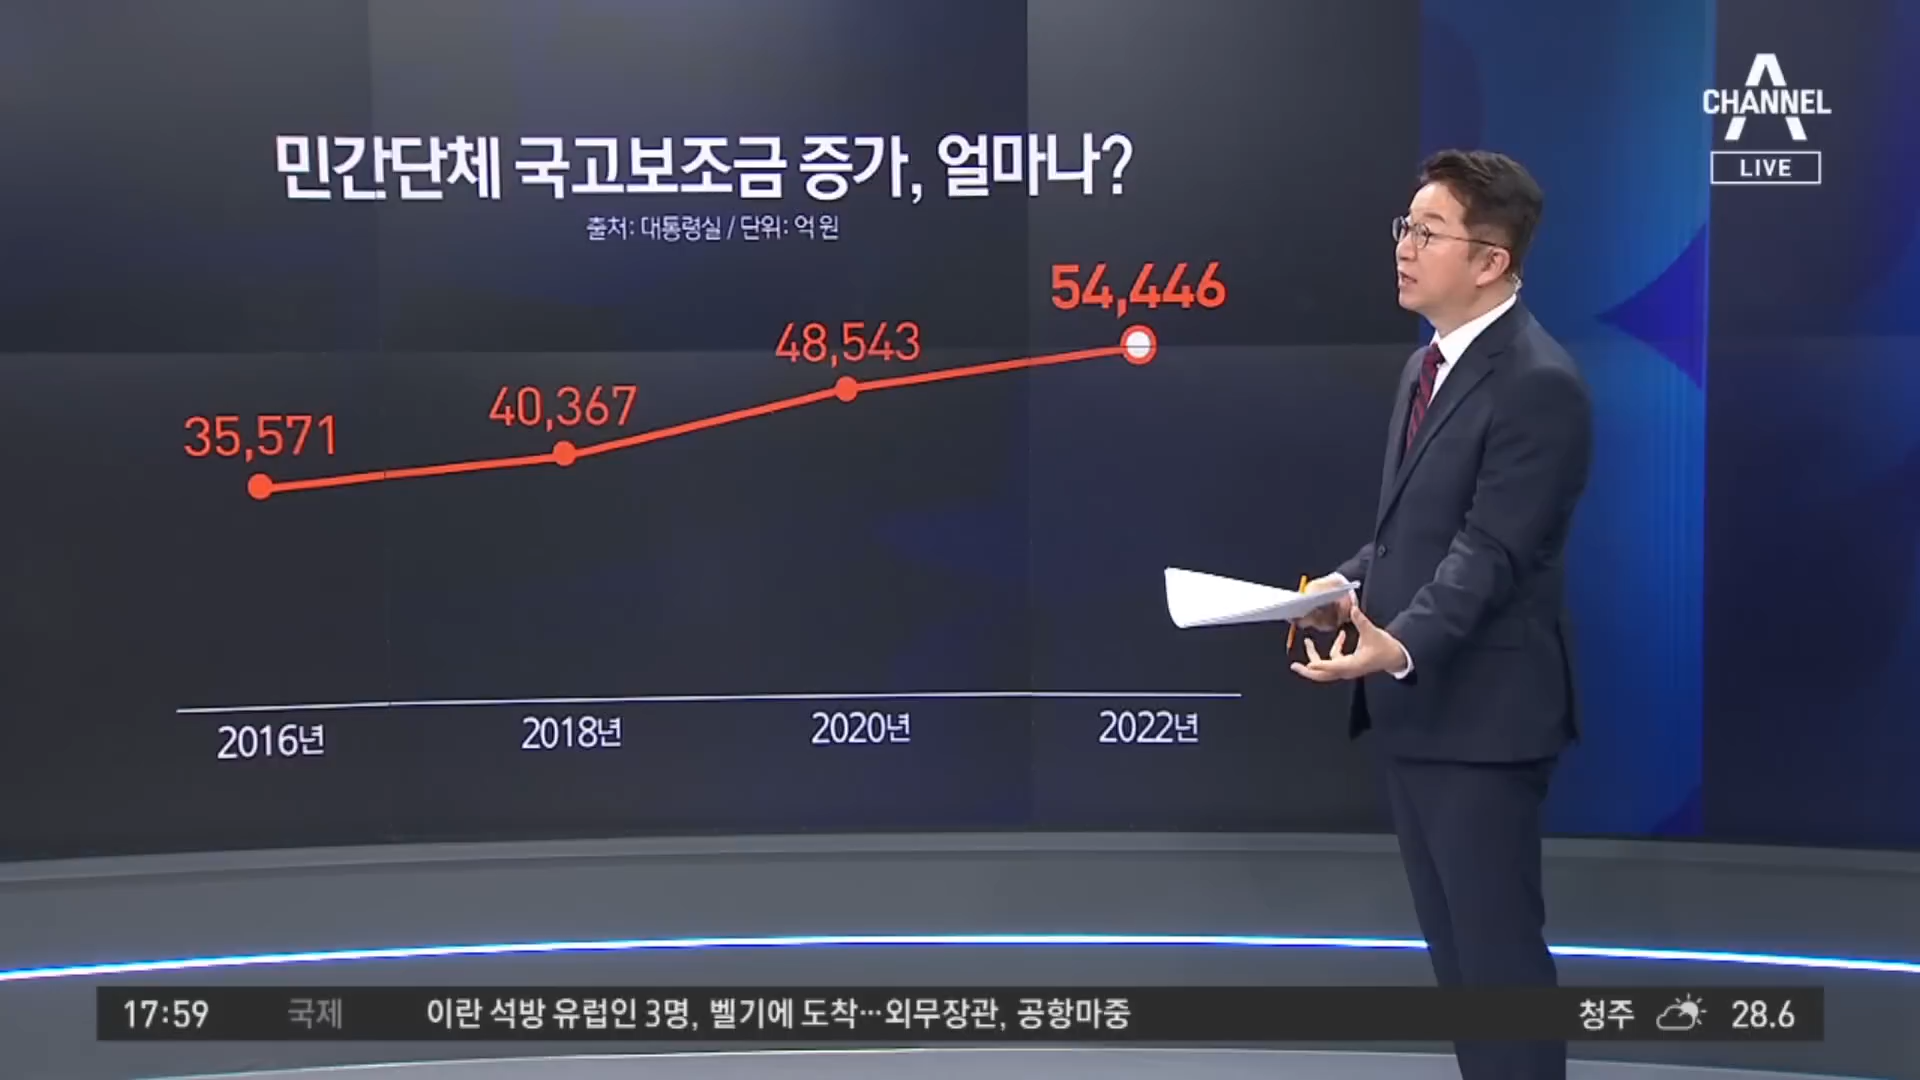 민간단체 국고보조금 증가, 얼마나?
출처: 대통령실 / 단위: 억 원
CHANNEL A
LIVE
35,571
40,367
48,543
54,446
2016년
2018년
2020년
2022년
17:59 국제 이란 석방 유럽인 3명, 벨기에 도착…외무장관, 공항마중 청주 28.6